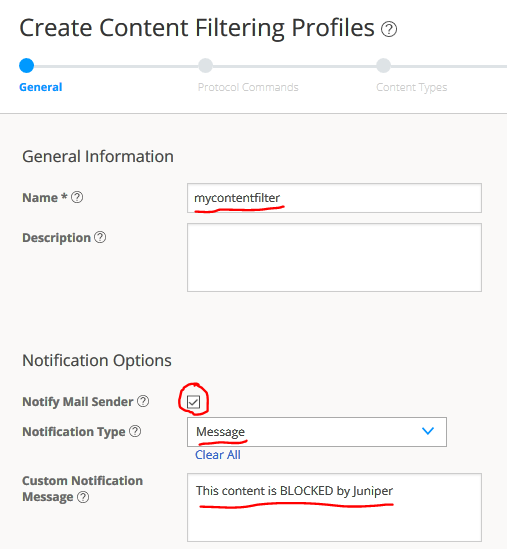 Create Content Filtering Profiles ?
General
Protocol Commands
Content Types
General Information
Name * ?
mycontentfilter
Description ?
Notification Options
Notify Mail Sender ?
Notification Type ?
Message
Clear All
Custom Notification
Message ?
This content is BLOCKED by Juniper